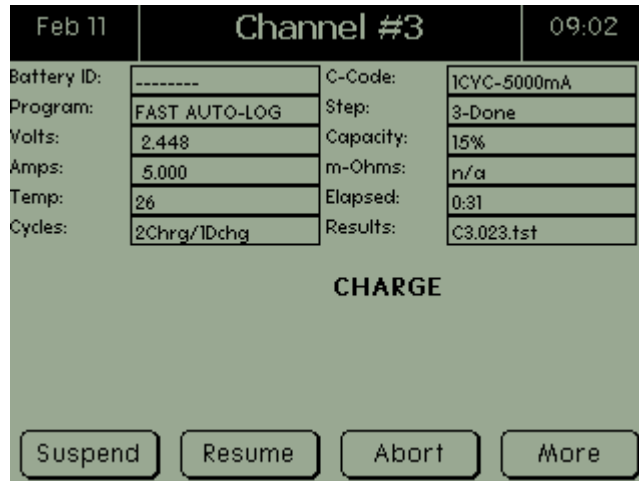 Feb 11 Channel #3 09:02
Battery ID: -------- C-Code: 1CYC-5000mA
Program: FAST AUTO-LOG Step: 3-Done
Volts: 2.448 Capacity: 15%
Amps: 5.000 m-Ohms: n/a
Temp: 26 Elapsed: 0:31
Cycles: 2Chrg/1Dchg Results: C3.023.tst
CHARGE
Suspend Resume Abort More